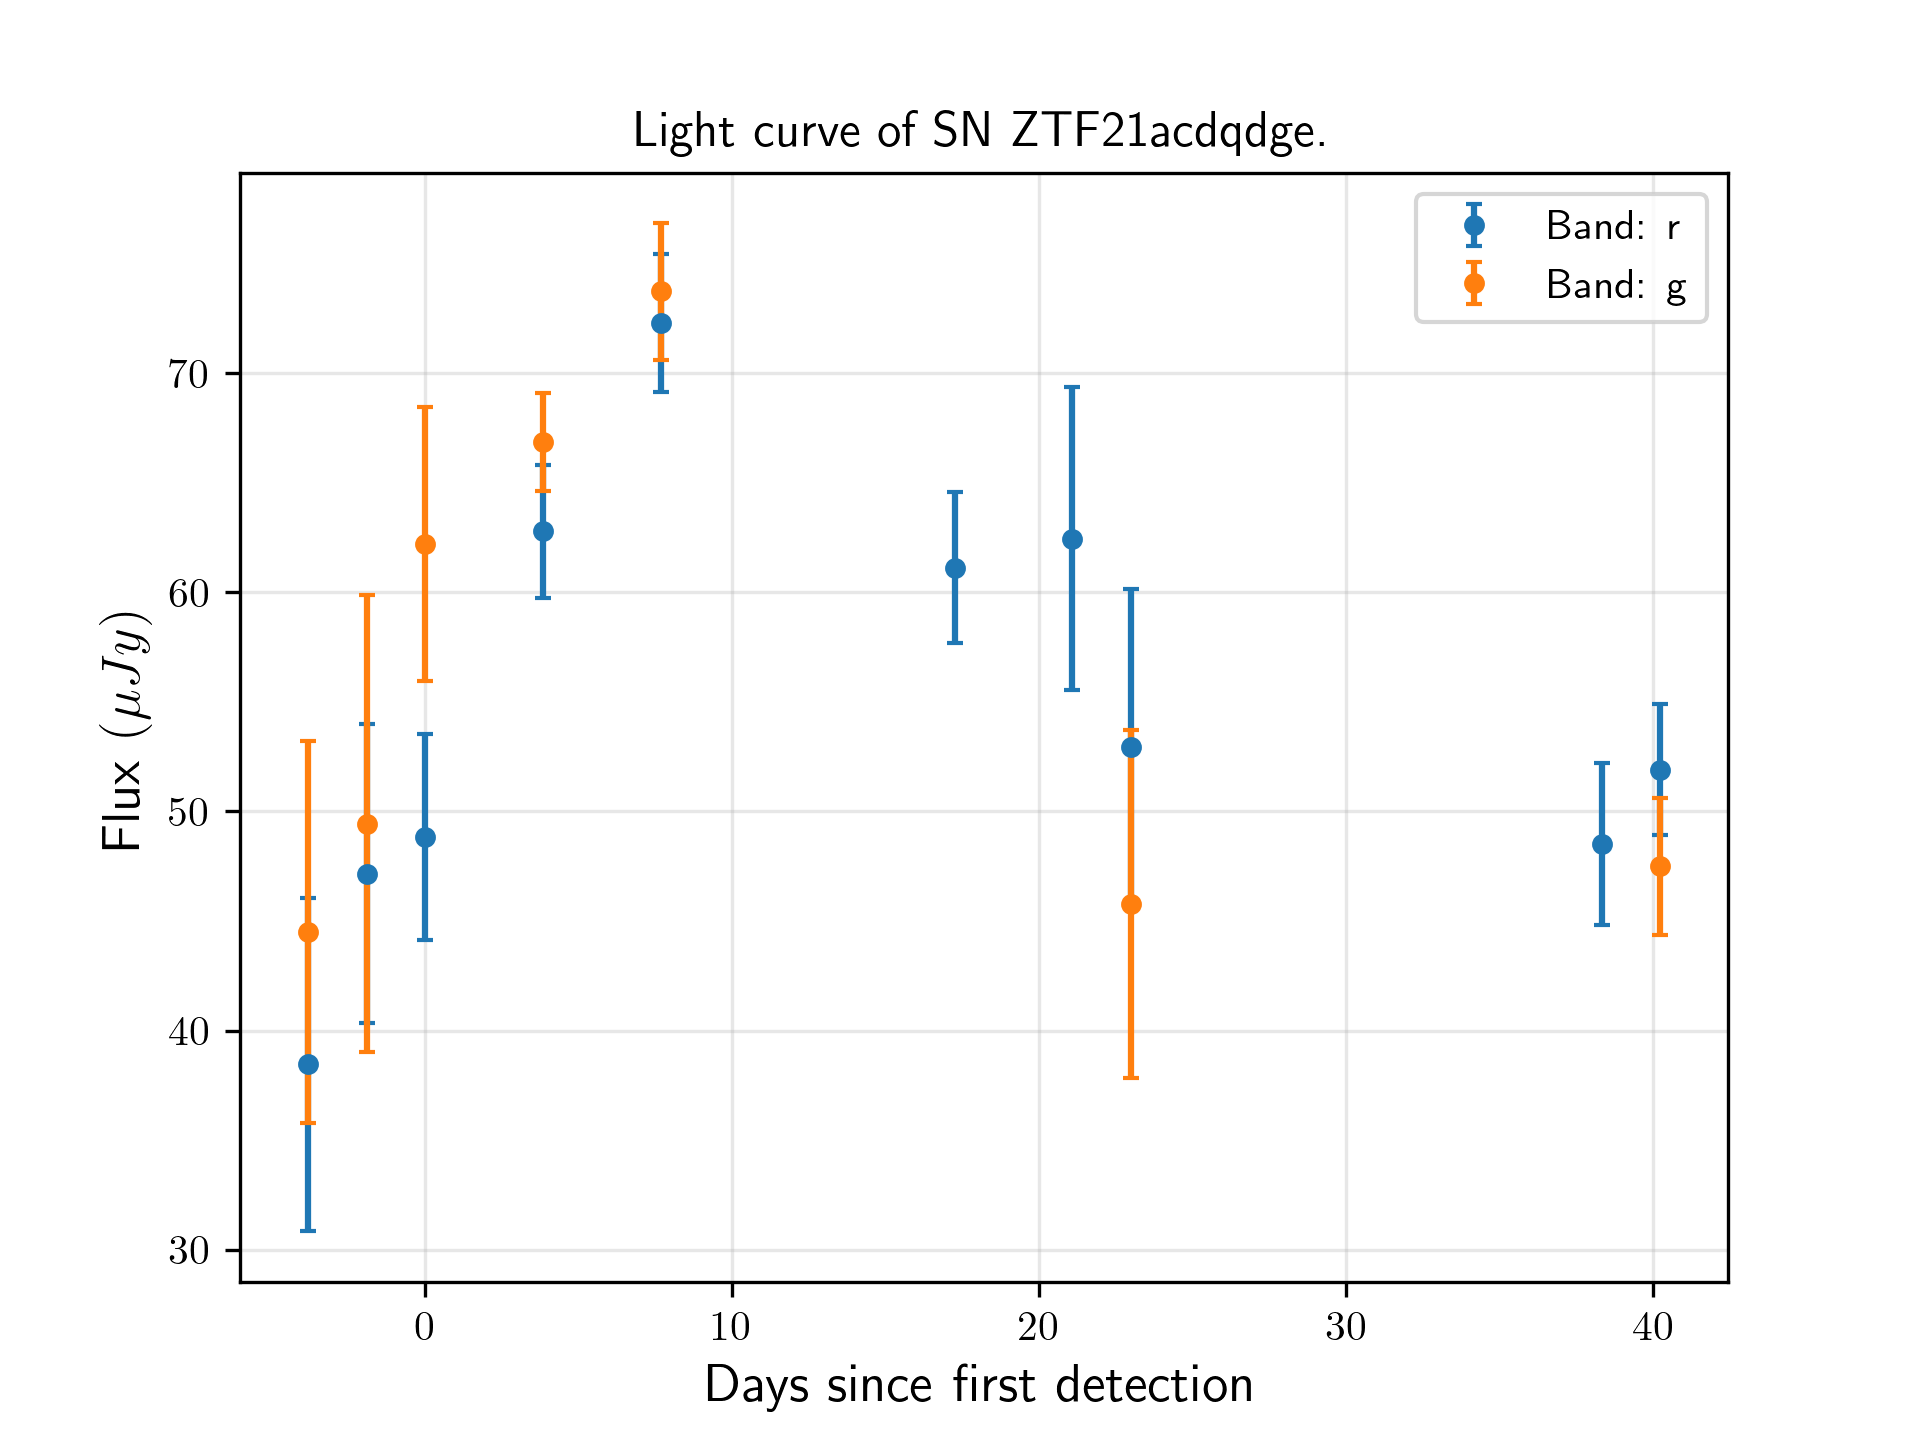 Light curve of SN ZTF21acdqdge.
Band: r
Band: g
70
60
50
40
30
Flux (μJy)
0 10 20 30 40
Days since first detection